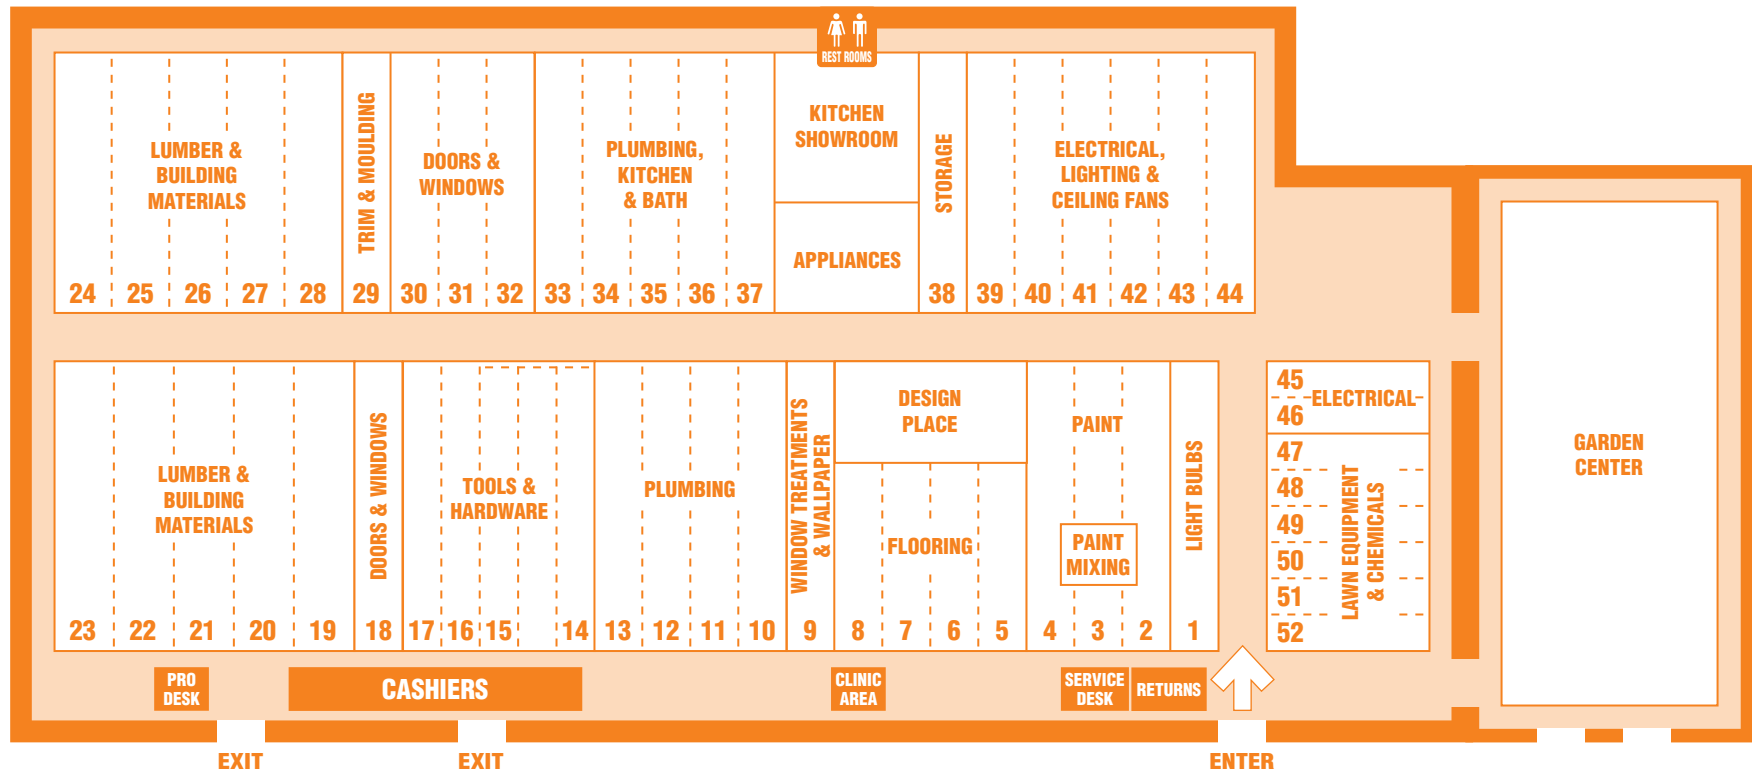 REST ROOMS
LUMBER &
BUILDING
MATERIALS
TRIM & MOULDING
DOORS &
WINDOWS
PLUMBING,
KITCHEN
& BATH
KITCHEN
SHOWROOM
APPLIANCES
STORAGE
ELECTRICAL,
LIGHTING &
CEILING FANS
24 25 26 27 28 29 30 31 32 33 34 35 36 37 38 39 40 41 42 43 44
LUMBER &
BUILDING
MATERIALS
DOORS & WINDOWS
TOOLS &
HARDWARE
PLUMBING
WINDOW TREATMENTS
& WALLPAPER
DESIGN
PLACE
FLOORING
PAINT
PAINT
MIXING
LIGHT BULBS
23 22 21 20 19 18 17 16 15 14 13 12 11 10 9 8 7 6 5 4 3 2 1
45
ELECTRICAL
46
47
48
49
50
51
52
LAWN EQUIPMENT
& CHEMICALS
GARDEN
CENTER
PRO
DESK
CASHIERS
CLINIC
AREA
SERVICE
DESK
RETURNS
EXIT
EXIT
ENTER